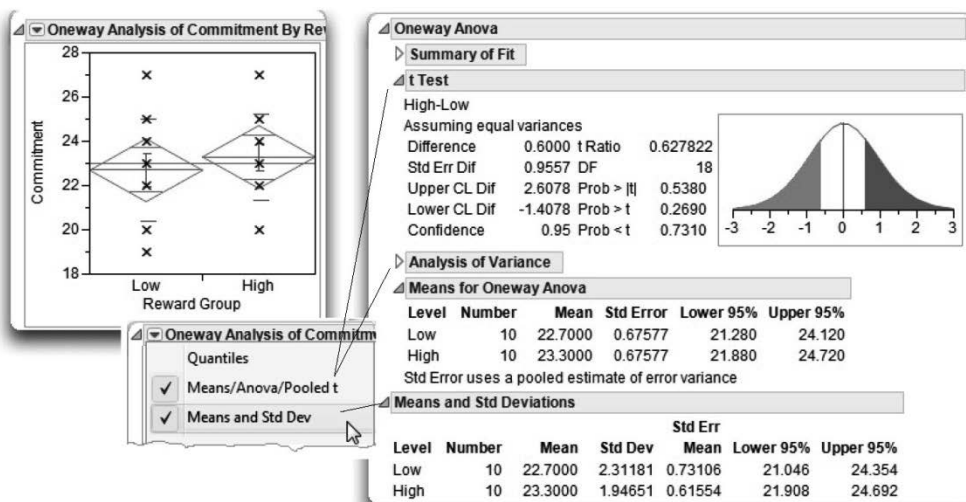 Oneway Analysis of Commitment By Rev
28
26
24
22
20
18
Commitment
Low High
Reward Group
Oneway Analysis of Commitm
Quantiles
Means/Anova/Pooled t
Means and Std Dev
Oneway Anova
Summary of Fit
t Test
High-Low
Assuming equal variances
Difference 0.6000 t Ratio 0.627822
Std Err Dif 0.9557 DF 18
Upper CL Dif 2.6078 Prob > |t| 0.5380
Lower CL Dif -1.4078 Prob > t 0.2690
Confidence 0.95 Prob < t 0.7310
-3 -2 -1 0 1 2 3
Analysis of Variance
Means for Oneway Anova
Level Number Mean Std Error Lower 95% Upper 95%
Low 10 22.7000 0.67577 21.280 24.120
High 10 23.3000 0.67577 21.880 24.720
Std Error uses a pooled estimate of error variance
Means and Std Deviations
Std Err
Level Number Mean Std Dev Mean Lower 95% Upper 95%
Low 10 22.7000 2.31181 0.73106 21.046 24.354
High 10 23.3000 1.94651 0.61554 21.908 24.692